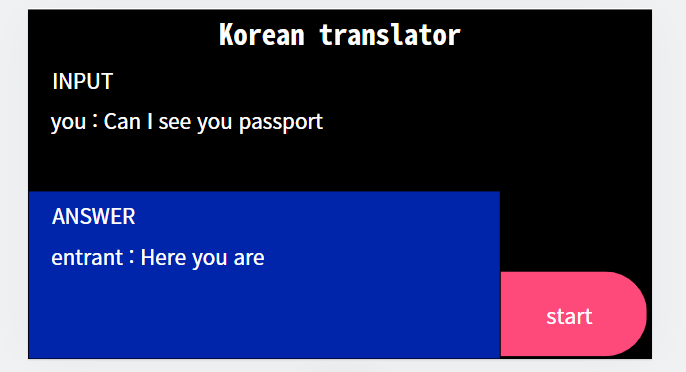 Korean translator
INPUT
you : Can I see you passport
ANSWER
entrant : Here you are
start